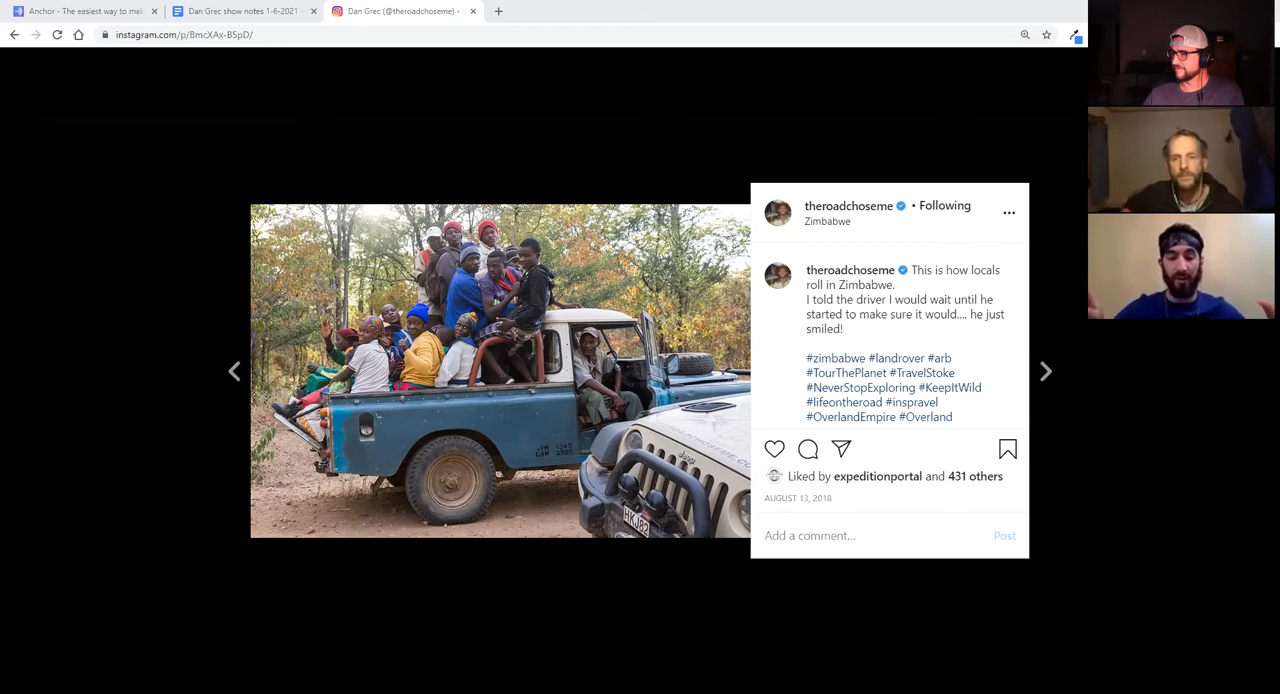 Anchor - The easiest way to mak
Dan Grec show notes 1-6-2021 -
Dan Grec (@theroadchoseme) •
instagram.com/p/BmcXAx-B5pD/
theroadchoseme • Following
Zimbabwe
theroadchoseme This is how locals
roll in Zimbabwe.
I told the driver I would wait until he
started to make sure it would.... he just
smiled!
#zimbabwe #landrover #arb
#TourThePlanet #TravelStoke
#NeverStopExploring #KeepItWild
#lifeontheroad #inspravel
#OverlandEmpire #Overland
Liked by expeditionportal and 431 others
AUGUST 13, 2018
Add a comment...
Post
Jeep